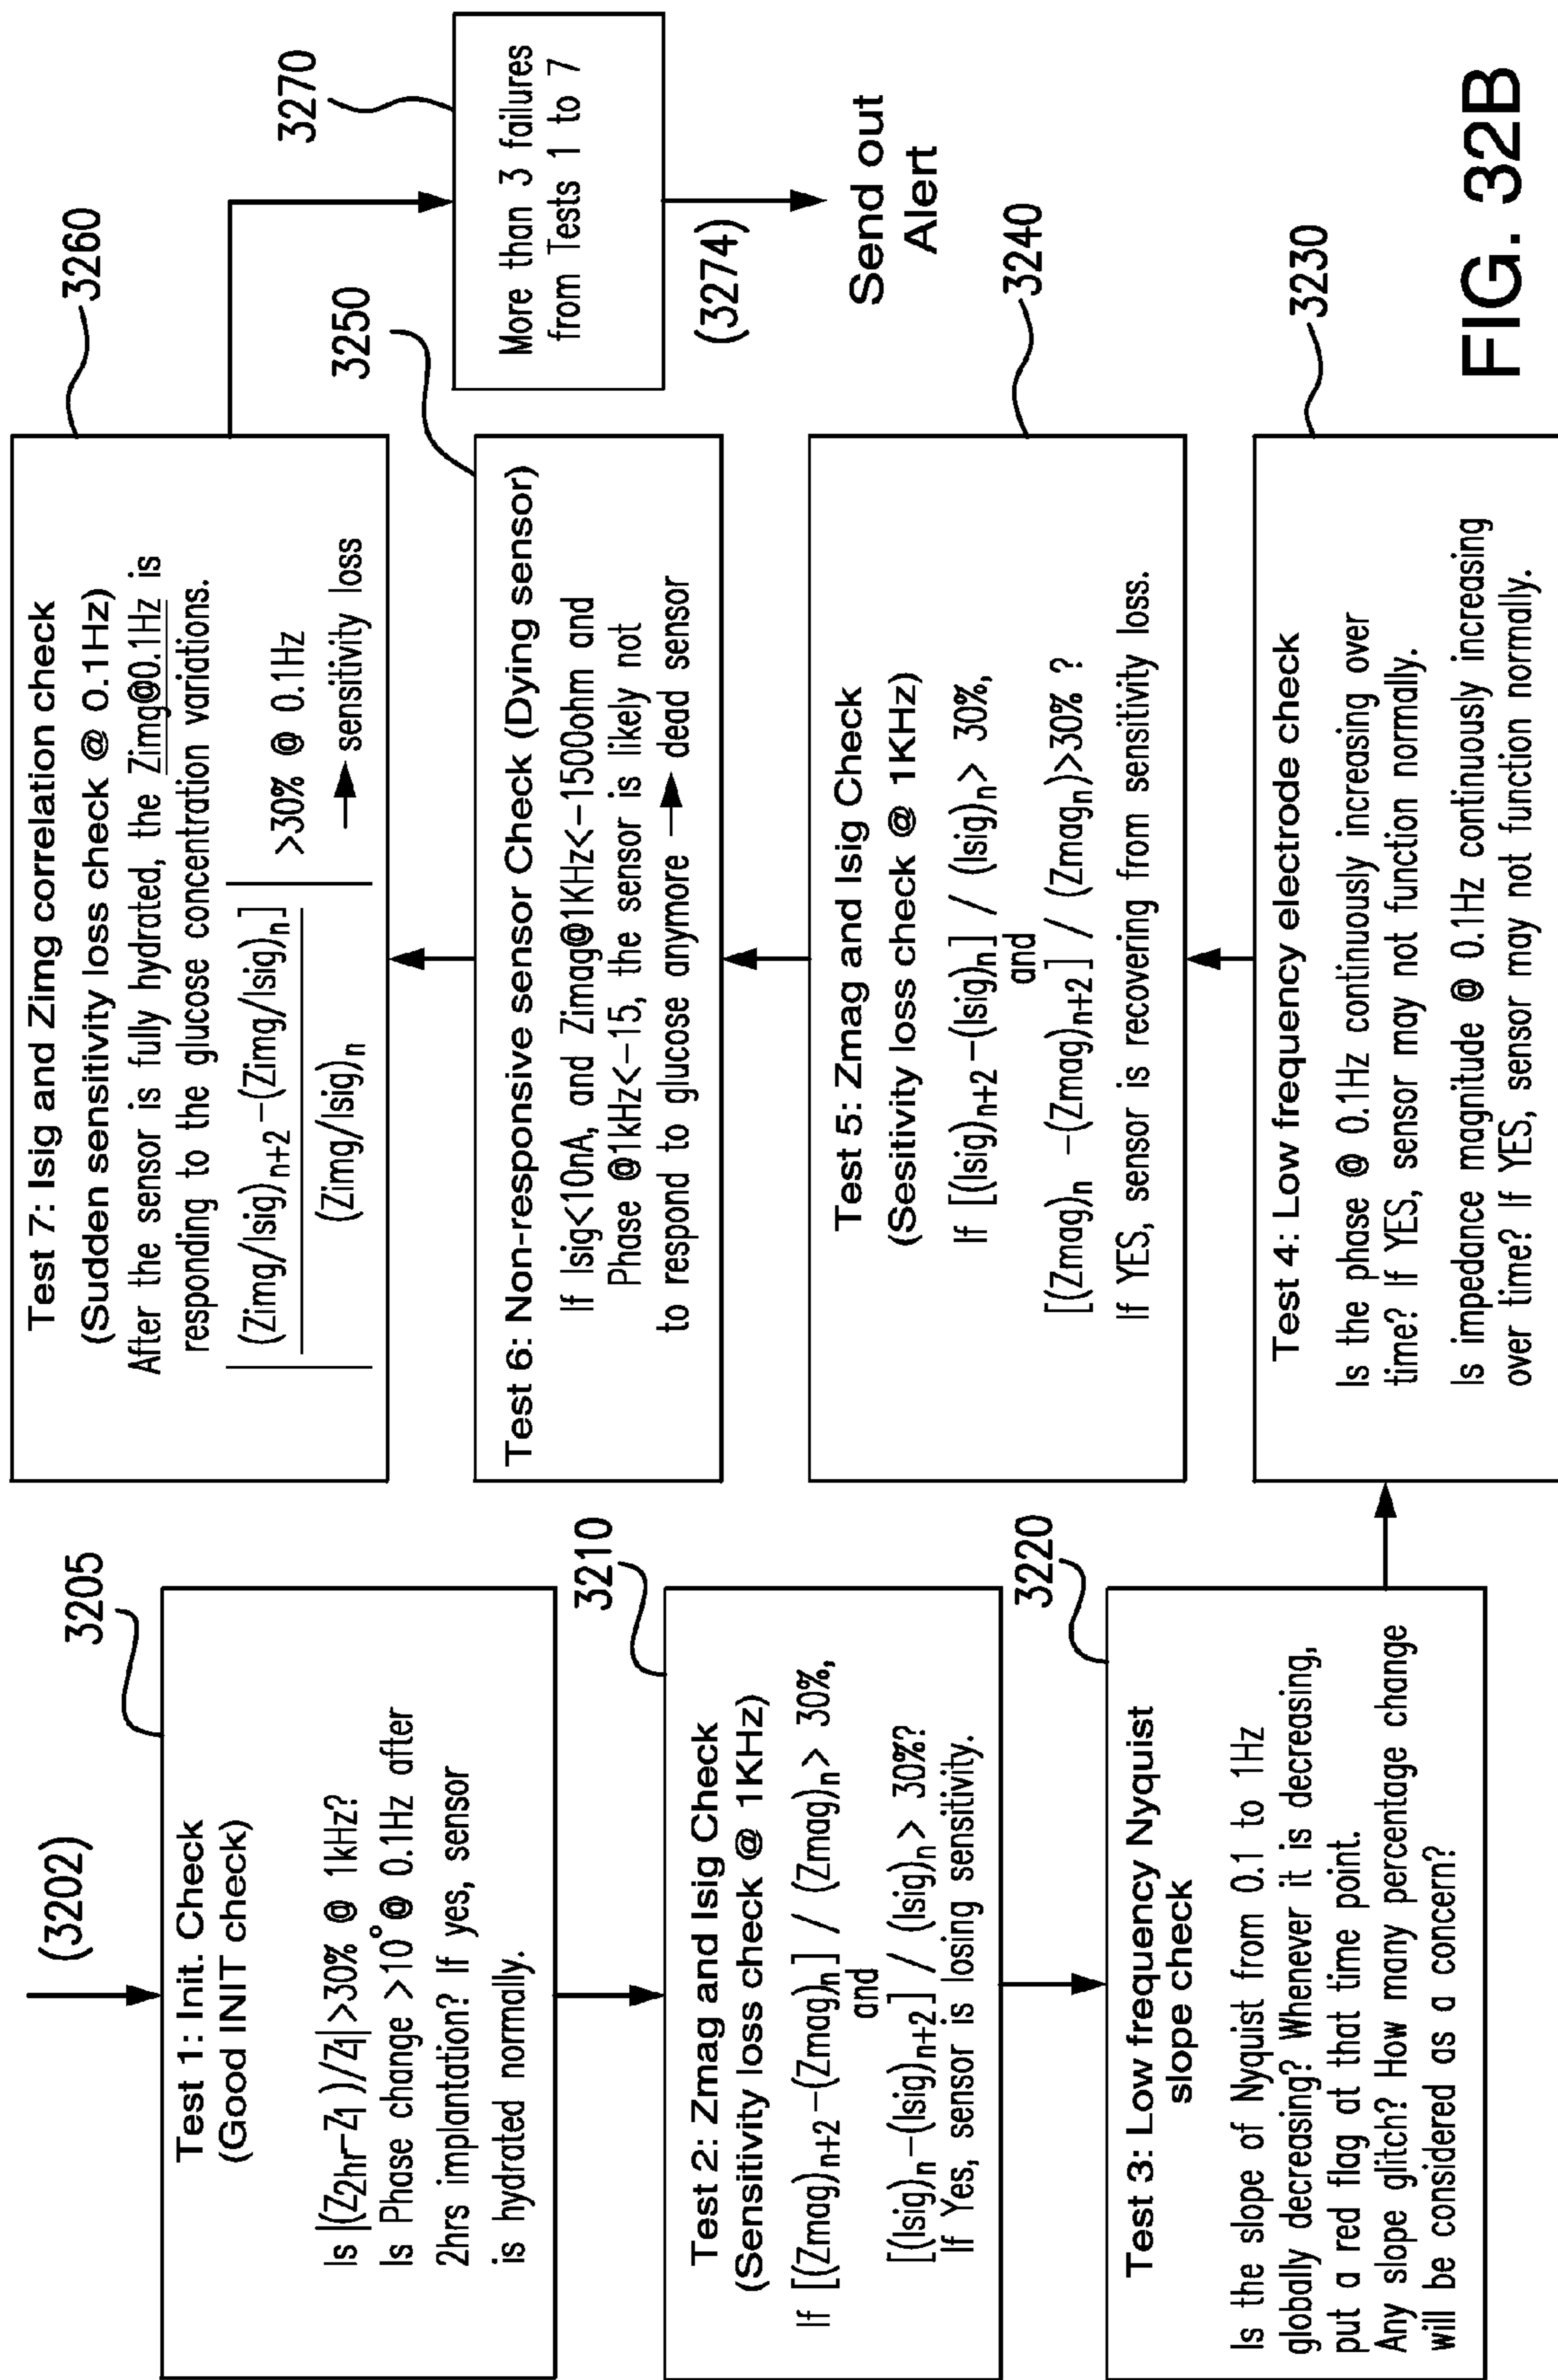 (3202)
3205
Test 1: Init. Check
(Good INIT check)
Is |(Z2hr-Z1 )/Z1|>30% @ 1kHz?
Is Phase change >10° @ 0.1Hz after
2hrs implantation? If yes, sensor
is hydrated normally.
3210
Test 2: Zmag and Isig Check
(Sensitivity loss check @ 1KHz)
If [(Zmag)n+2-(Zmag)n] / (Zmag)n> 30%,
and
[(Isig)n-(Isig)n+2] / (Isig)n> 30%?
If Yes, sensor is losing sensitivity.
3220
Test 3: Low frequency Nyquist
slope check
Is the slope of Nyquist from 0.1 to 1Hz
globally decreasing? Whenever it is decreasing,
put a red flag at that time point.
Any slope glitch? How many percentage change
will be considered as a concern?
3230
Test 4: Low frequency electrode check
Is the phase @ 0.1Hz continuously increasing over
time? If YES, sensor may not function normally.
Is impedance magnitude @ 0.1Hz continuously increasing
over time? If YES, sensor may not function normally.
3240
Test 5: Zmag and Isig Check
(Sesitivity loss check @ 1KHz)
If [(Isig)n+2-(Isig)n] / (Isig)n> 30%,
and
[(Zmag)n -(Zmag)n+2] / (Zmagn)>30% ?
If YES, sensor is recovering from sensitivity loss.
3250
Test 6: Non-responsive sensor Check (Dying sensor)
If Isig<10nA, and Zimag@1KHz<-1500ohm and
Phase @1kHz<-15, the sensor is likely not
to respond to glucose anymore → dead sensor
3260
Test 7: Isig and Zimg correlation check
(Sudden sensitivity loss check @ 0.1Hz)
After the sensor is fully hydrated, the Zimg@0.1Hz is
responding to the glucose concentration variations.
|(Zimg/Isig)n+2-(Zimg/Isig)n] / (Zimg/Isig)n| >30% @ 0.1Hz
→ sensitivity loss
3270
More than 3 failures
from Tests 1 to 7
(3274)
Send out
Alert
FIG. 32B